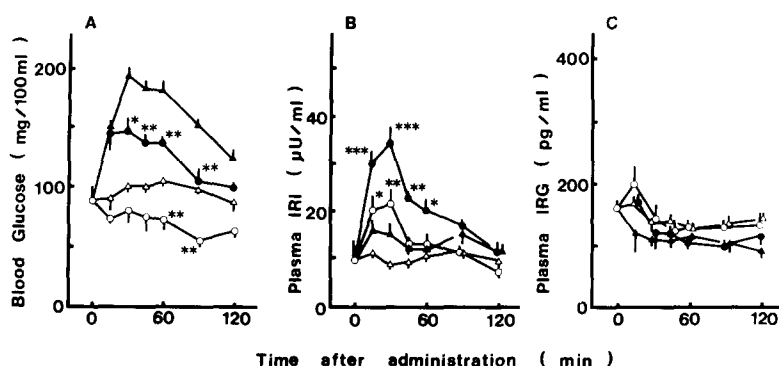 A
B
C
Blood Glucose ( mg/100ml )
200
100
0
* ** ** ** ** **
0 60 120
Plasma IRI ( μU/ml )
40
20
0
*** *** * ** ** *
0 60 120
Plasma IRG ( pg/ml )
400
200
0
0 60 120
Time after administration ( min )